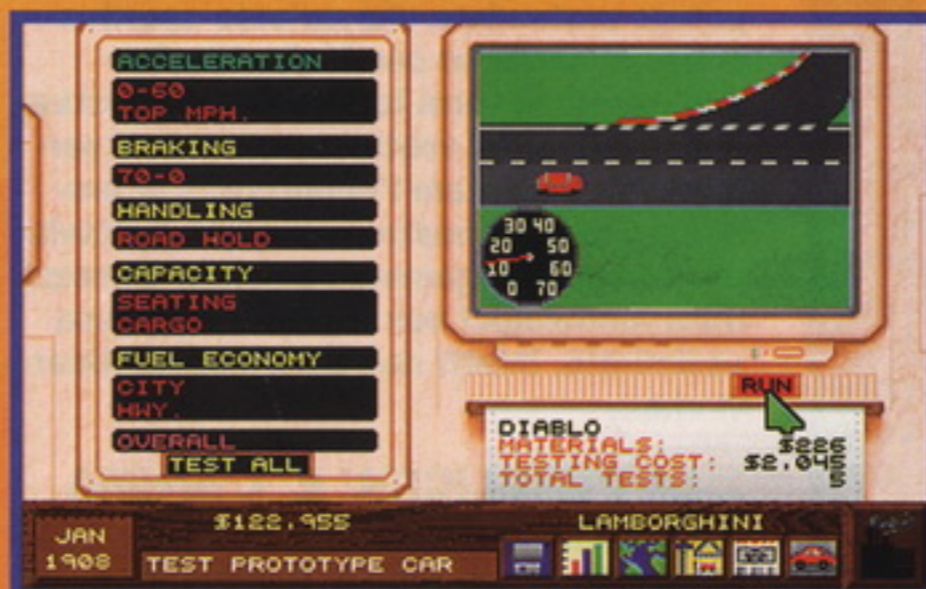 ACCELERATION
0-60
TOP MPH.
BRAKING
70-0
HANDLING
ROAD HOLD
CAPACITY
SEATING
CARGO
FUEL ECONOMY
CITY
HWY.
OVERALL
TEST ALL
30 40
20 50
10 60
0 70
RUN
DIABLO
MATERIALS: $226
TESTING COST: $2,045
TOTAL TESTS: 5
JAN
1908
$122,955
LAMBORGHINI
TEST PROTOTYPE CAR